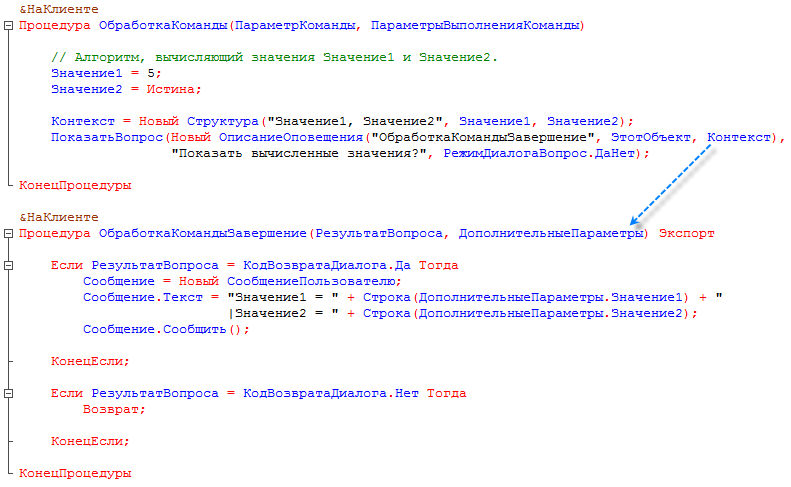 &НаКлиенте
Процедура ОбработкаКоманды(ПараметрКоманды, ПараметрыВыполненияКоманды)
// Алгоритм, вычисляющий значения Значение1 и Значение2.
Значение1 = 5;
Значение2 = Истина;
Контекст = Новый Структура("Значение1, Значение2", Значение1, Значение2);
ПоказатьВопрос(Новый ОписаниеОповещения("ОбработкаКомандыЗавершение", ЭтотОбъект, Контекст),
"Показать вычисленные значения?", РежимДиалогаВопрос.ДаНет);
КонецПроцедуры
&НаКлиенте
Процедура ОбработкаКомандыЗавершение(РезультатВопроса, ДополнительныеПараметры) Экспорт
Если РезультатВопроса = КодВозвратаДиалога.Да Тогда
Сообщение = Новый СообщениеПользователю;
Сообщение.Текст = "Значение1 = " + Строка(ДополнительныеПараметры.Значение1) + "
|Значение2 = " + Строка(ДополнительныеПараметры.Значение2);
Сообщение.Сообщить();
КонецЕсли;
Если РезультатВопроса = КодВозвратаДиалога.Нет Тогда
Возврат;
КонецЕсли;
КонецПроцедуры